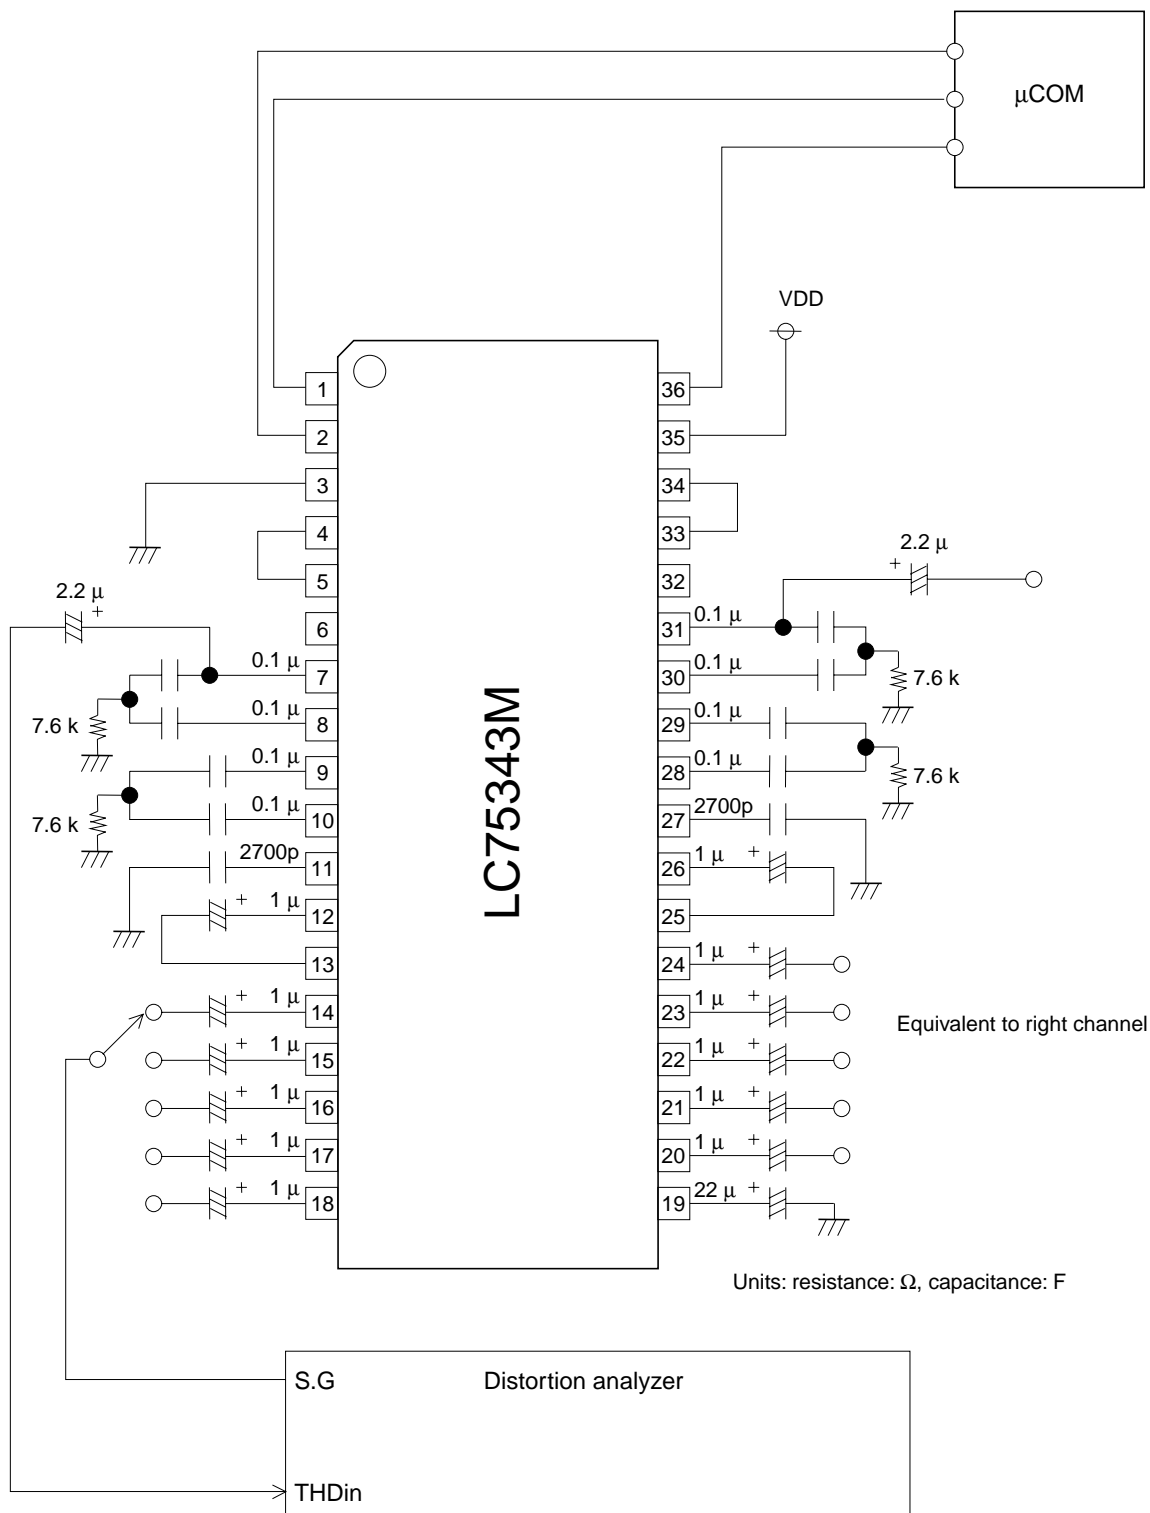 μCOM
VDD
1
36
2
35
3
34
4
33
2.2 μ
+
5
32
2.2 μ
+
6
31
0.1 μ
0.1 μ
7
30
0.1 μ
7.6 k
7.6 k
0.1 μ
8
29
0.1 μ
0.1 μ
9
28
0.1 μ
7.6 k
7.6 k
0.1 μ
10
27
2700p
2700p
11
26
1 μ
+
+
1 μ
12
25
13
24
1 μ
+
+
1 μ
14
23
1 μ
+
Equivalent to right channel
+
1 μ
15
22
1 μ
+
+
1 μ
16
21
1 μ
+
+
1 μ
17
20
1 μ
+
+
1 μ
18
19
22 μ
+
LC75343M
Units: resistance: Ω, capacitance: F
S.G
Distortion analyzer
THDin